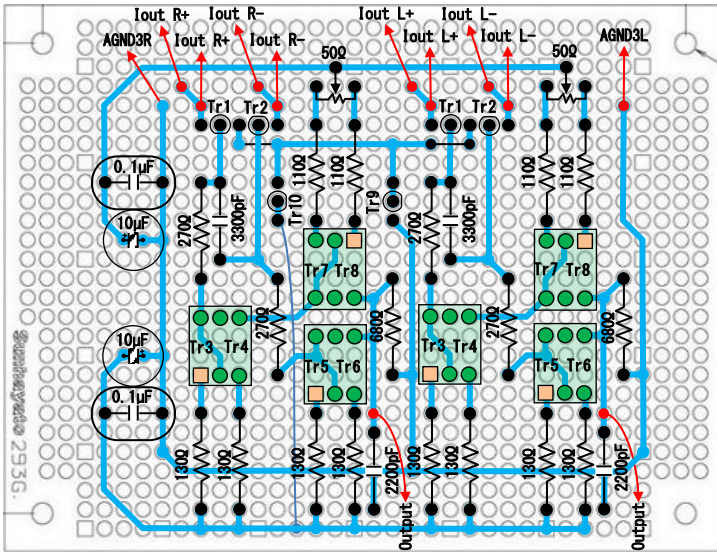 Iout R+
Iout R-
Iout L+
Iout L-
AGND3R
Iout R+
Iout R-
Iout L+
Iout L-
AGND3L
50Ω
50Ω
Tr1
Tr2
Tr1
Tr2
0.1μF
110Ω
110Ω
110Ω
110Ω
10μF
270Ω
3300pF
Tr10
Tr9
270Ω
3300pF
Tr7
Tr8
Tr7
Tr8
270Ω
680Ω
270Ω
680Ω
10μF
Tr3
Tr4
Tr5
Tr6
Tr3
Tr4
Tr5
Tr6
0.1μF
Sunhayato 2936.
130Ω
130Ω
130Ω
130Ω
2200pF
130Ω
130Ω
130Ω
130Ω
2200pF
Output
Output